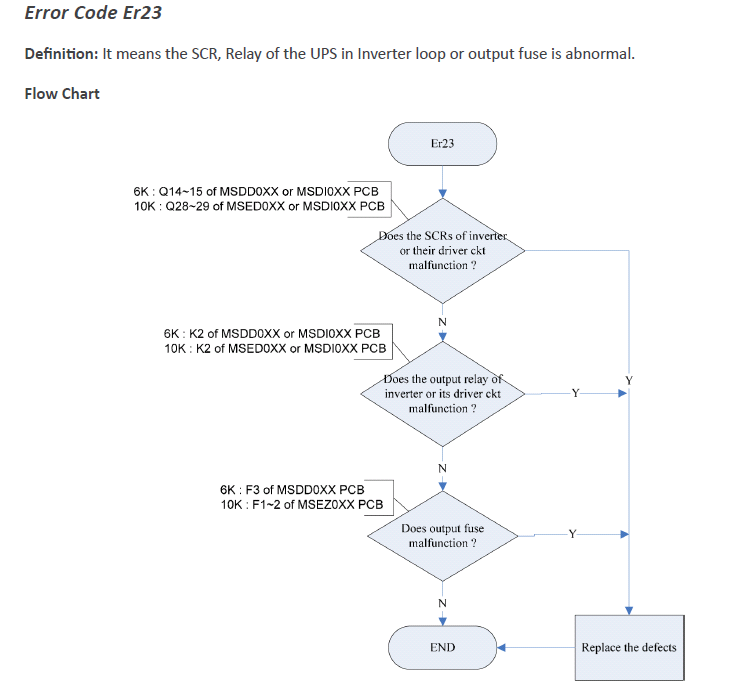 Error Code Er23
Definition: It means the SCR, Relay of the UPS in Inverter loop or output fuse is abnormal.
Flow Chart
Er23
6K : Q14~15 of MSDD0XX or MSDI0XX PCB
10K : Q28~29 of MSED0XX or MSDI0XX PCB
Does the SCRs of inverter
or their driver ckt
malfunction ?
N
6K : K2 of MSDD0XX or MSDI0XX PCB
10K : K2 of MSED0XX or MSDI0XX PCB
Does the output relay of
inverter or its driver ckt
malfunction ?
Y
Y
N
6K : F3 of MSDD0XX PCB
10K : F1~2 of MSEZ0XX PCB
Does output fuse
malfunction ?
Y
N
END
Replace the defects